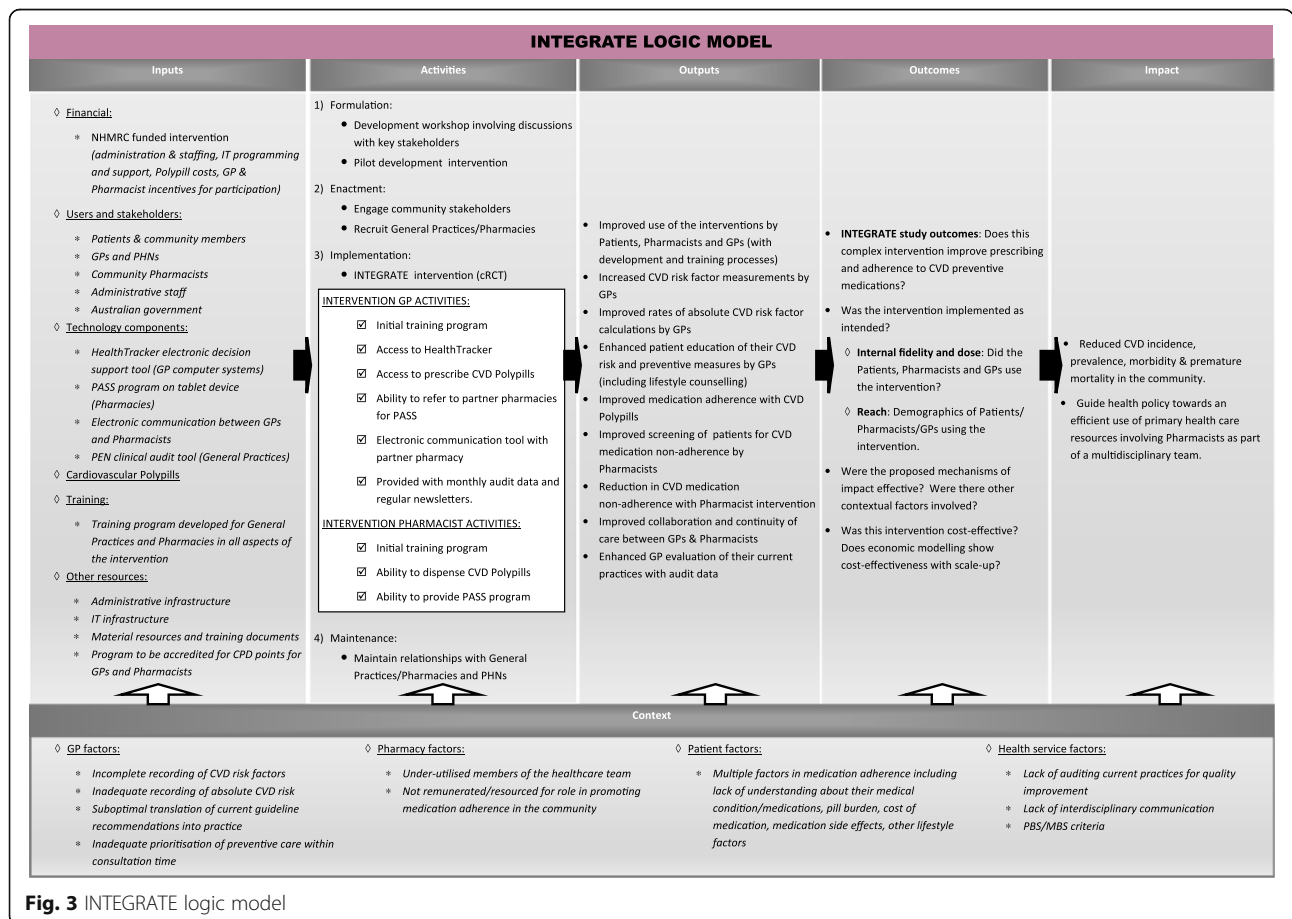 INTEGRATE LOGIC MODEL
Inputs
◊ Financial:
* NHMRC funded intervention
(administration & staffing, IT programming
and support, Polypill costs, GP &
Pharmacist incentives for participation)
◊ Users and stakeholders:
* Patients & community members
* GPs and PHNs
* Community Pharmacists
* Administrative staff
* Australian government
◊ Technology components:
* HealthTracker electronic decision
support tool (GP computer systems)
* PASS program on tablet device
(Pharmacies)
* Electronic communication between GPs
and Pharmacists
* PEN clinical audit tool (General Practices)
◊ Cardiovascular Polypills
◊ Training:
* Training program developed for General
Practices and Pharmacies in all aspects of
the intervention
◊ Other resources:
* Administrative infrastructure
* IT infrastructure
* Material resources and training documents
* Program to be accredited for CPD points for
GPs and Pharmacists
Activities
1) Formulation:
• Development workshop involving discussions
with key stakeholders
• Pilot development intervention
2) Enactment:
• Engage community stakeholders
• Recruit General Practices/Pharmacies
3) Implementation:
• INTEGRATE intervention (cRCT)
INTERVENTION GP ACTIVITIES:
☑ Initial training program
☑ Access to HealthTracker
☑ Access to prescribe CVD Polypills
☑ Ability to refer to partner pharmacies
for PASS
☑ Electronic communication tool with
partner pharmacy
☑ Provided with monthly audit data and
regular newsletters.
INTERVENTION PHARMACIST ACTIVITIES:
☑ Initial training program
☑ Ability to dispense CVD Polypills
☑ Ability to provide PASS program
4) Maintenance:
• Maintain relationships with General
Practices/Pharmacies and PHNs
Outputs
• Improved use of the interventions by
Patients, Pharmacists and GPs (with
development and training processes)
• Increased CVD risk factor measurements by
GPs
• Improved rates of absolute CVD risk factor
calculations by GPs
• Enhanced patient education of their CVD
risk and preventive measures by GPs
(including lifestyle counselling)
• Improved medication adherence with CVD
Polypills
• Improved screening of patients for CVD
medication non-adherence by
Pharmacists
• Reduction in CVD medication
non-adherence with Pharmacist intervention
• Improved collaboration and continuity of
care between GPs & Pharmacists
• Enhanced GP evaluation of their current
practices with audit data
Outcomes
• INTEGRATE study outcomes: Does this
complex intervention improve prescribing
and adherence to CVD preventive
medications?
• Was the intervention implemented as
intended?
◊ Internal fidelity and dose: Did the
Patients, Pharmacists and GPs use
the intervention?
◊ Reach: Demographics of Patients/
Pharmacists/GPs using the
intervention.
• Were the proposed mechanisms of
impact effective? Were there other
contextual factors involved?
• Was this intervention cost-effective?
Does economic modelling show
cost-effectiveness with scale-up?
Impact
• Reduced CVD incidence,
prevalence, morbidity & premature
mortality in the community.
• Guide health policy towards an
efficient use of primary health care
resources involving Pharmacists as part
of a multidisciplinary team.
Context
◊ GP factors:
* Incomplete recording of CVD risk factors
* Inadequate recording of absolute CVD risk
* Suboptimal translation of current guideline
recommendations into practice
* Inadequate prioritisation of preventive care within
consultation time
◊ Pharmacy factors:
* Under-utilised members of the healthcare team
* Not remunerated/resourced for role in promoting
medication adherence in the community
◊ Patient factors:
* Multiple factors in medication adherence including
lack of understanding about their medical
condition/medications, pill burden, cost of
medication, medication side effects, other lifestyle
factors
◊ Health service factors:
* Lack of auditing current practices for quality
improvement
* Lack of interdisciplinary communication
* PBS/MBS criteria
Fig. 3 INTEGRATE logic model